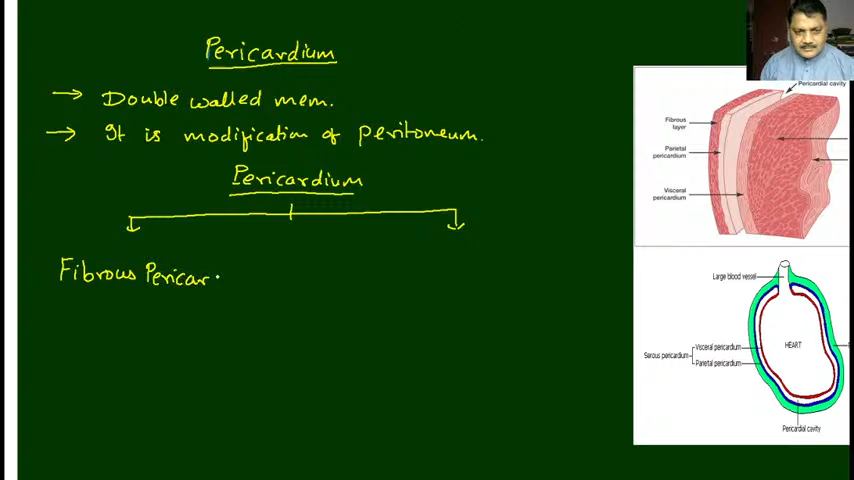 Pericardium
→ Double walled mem.
→ It is modification of peritoneum.
Pericardium
Fibrous Pericar
Pericardial cavity
Fibrous
layer
Parietal
pericardium
Visceral
pericardium
Large blood vessel
HEART
Serous pericardium
Visceral pericardium
Parietal pericardium
Pericardial cavity